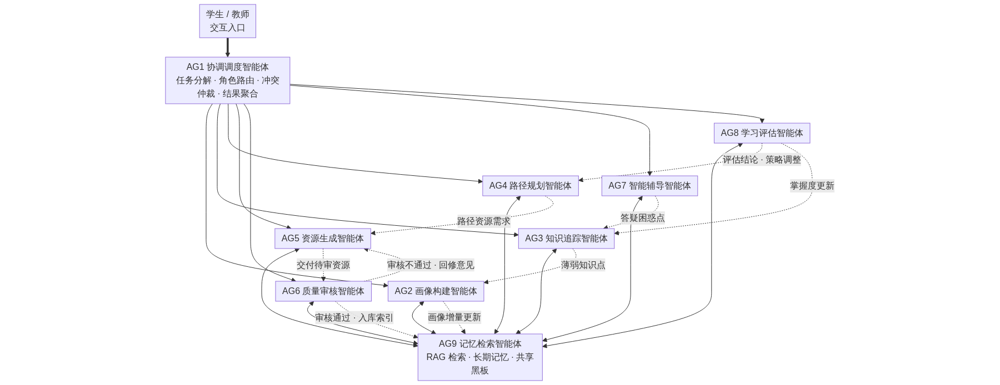 学生 / 教师
交互入口
AG1 协调调度智能体
任务分解 · 角色路由 · 冲突
仲裁 · 结果聚合
AG8 学习评估智能体
评估结论 · 策略调整
AG4 路径规划智能体
AG7 智能辅导智能体
掌握度更新
路径资源需求
答疑困惑点
AG5 资源生成智能体
AG3 知识追踪智能体
交付待审资源
审核不通过 · 回修意见
薄弱知识点
AG6 质量审核智能体
AG2 画像构建智能体
审核通过 · 入库索引
画像增量更新
AG9 记忆检索智能体
RAG 检索 · 长期记忆 · 共享
黑板